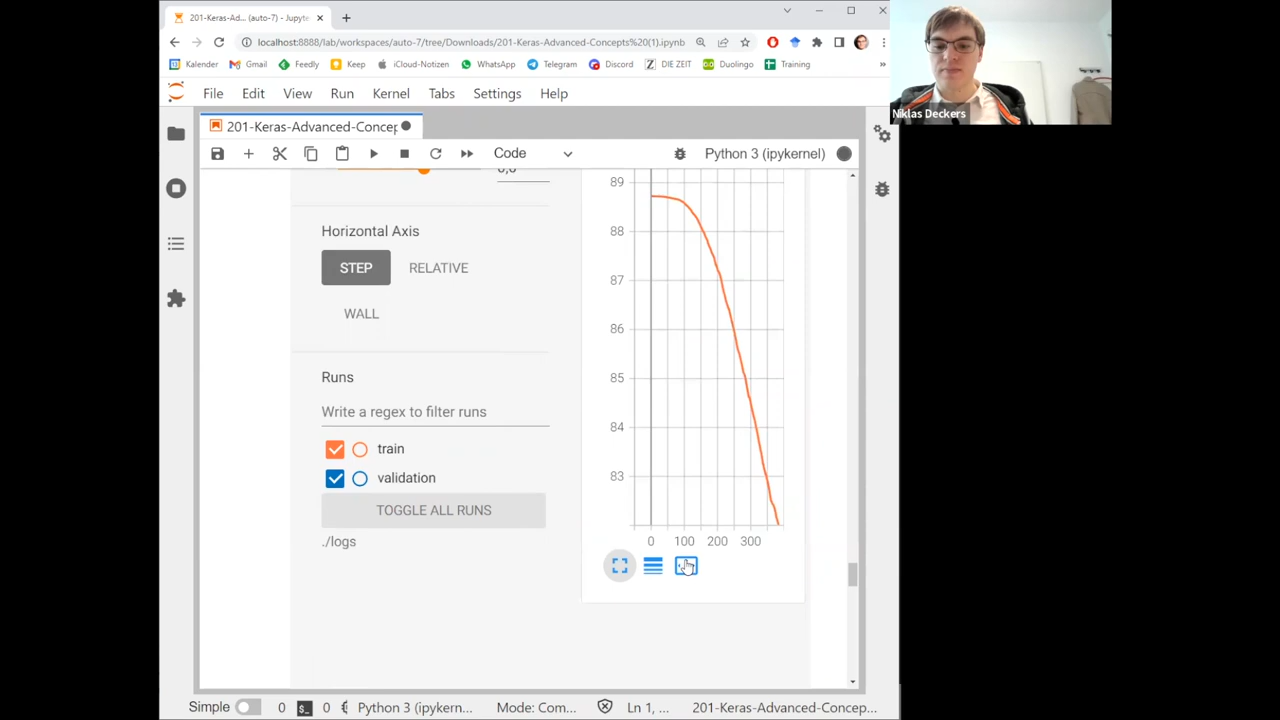 201-Keras-Ad... (auto-7) - Jupyte
localhost:8888/lab/workspaces/auto-7/tree/Downloads/201-Keras-Advanced-Concepts%20(1).ipynb
Kalender Gmail Feedly Keep iCloud-Notizen WhatsApp Telegram Discord DIE ZEIT Duolingo Training »
Niklas Deckers
File Edit View Run Kernel Tabs Settings Help
201-Keras-Advanced-Concep
Code Python 3 (ipykernel)
89
Horizontal Axis
88
STEP RELATIVE
87
WALL
86
Runs
85
Write a regex to filter runs
84
train
83
validation
TOGGLE ALL RUNS
./logs
0 100 200 300
Simple 0 0 Python 3 (ipykern... Mode: Com... Ln 1, ... 201-Keras-Advanced-Concep...